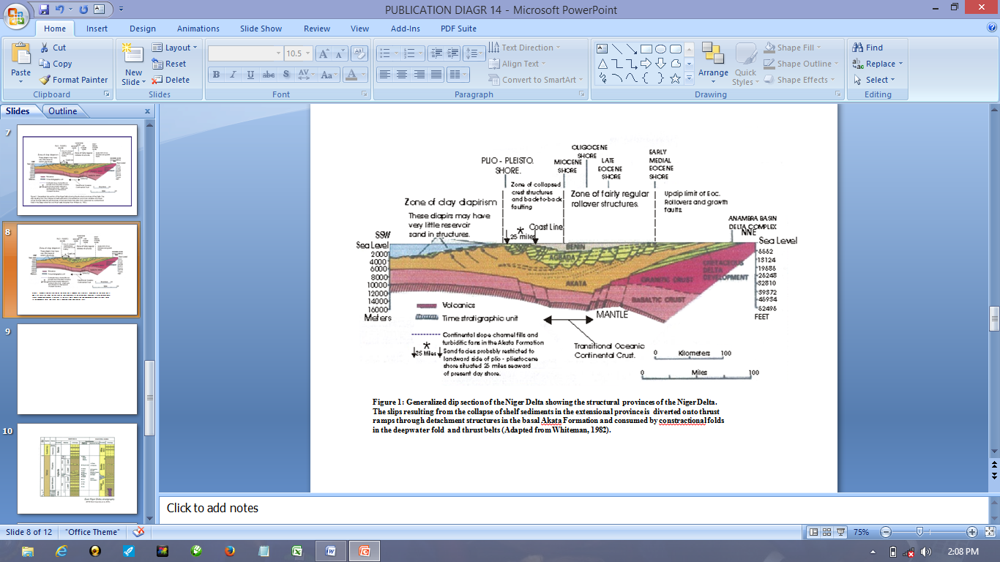 PUBLICATION DIAGR 14 - Microsoft PowerPoint
Home Insert Design Animations Slide Show Review View Add-Ins PDF Suite
Paste
Cut
Copy
Format Painter
Clipboard
New
Slide
Layout
Reset
Delete
Slides
10.5
Font
Paragraph
Text Direction
Align Text
Convert to SmartArt
Arrange
Quick
Styles
Drawing
Shape Fill
Shape Outline
Shape Effects
Find
Replace
Select
Editing
Slides Outline x
7
8
9
10
PLIO - PLEISTO.
SHORE.
MIOCENE
SHORE
OLIGOCENE
SHORE
LATE
EOCENE
SHORE
EARLY
MEDIAL
EOCENE
SHORE
Zone of clay diapirism
These diapirs may have
very little reservoir
sand in structures.
Zone of collapsed
crest structures
and back-to-back
faulting
Zone of fairly regular
rollover structures.
Updip limit of Eoc.
Rollovers and growth
faults.
ANAMBRA BASIN
DELTA COMPLEX
SSW
Sea Level
2000
4000
6000
8000
10000
12000
14000
16000
Meters
* Coast Line
25 miles
BENIN
AGBADA
AKATA
GRANITIC CRUST
BASALTIC CRUST
CRETACEOUS
DELTA
DEVELOPMENT
MANTLE
NNE
Sea Level
6562
13124
19686
26248
32810
39372
45934
52496
FEET
Volcanics
Time stratigraphic unit
Continental slope channel fills and
turbiditic fans in the Akata Formation
*
25 Miles
Sand facies probably restricted to
landward side of plio - pliestocene
shore situated 25 miles seaward
of present day shore.
Transitional Oceanic
Continental Crust.
0 Kilometers 100
0 Miles 100
Figure 1: Generalized dip section of the Niger Delta showing the structural provinces of the Niger Delta.
The slips resulting from the collapse of shelf sediments in the extensional province is diverted onto thrust
ramps through detachment structures in the basal Akata Formation and consumed by constractional folds
in the deepwater fold and thrust belts (Adapted from Whiteman, 1982).
Click to add notes
Slide 8 of 12 "Office Theme" 75%
2:08 PM